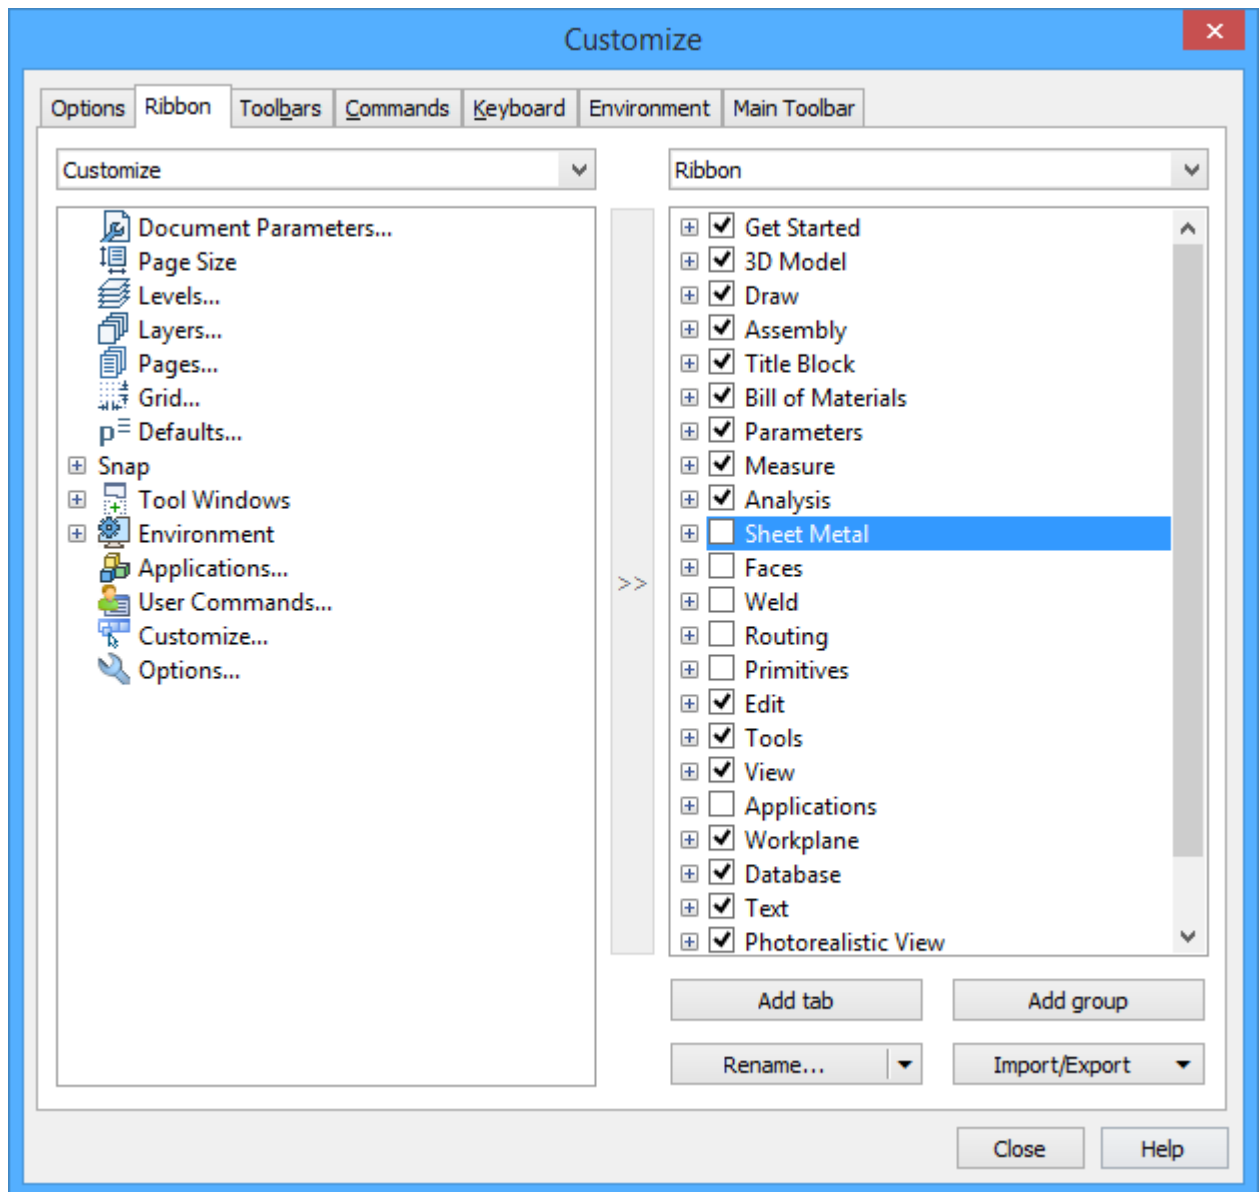 Customize
Options Ribbon Toolbars Commands Keyboard Environment Main Toolbar
Customize
Document Parameters...
Page Size
Levels...
Layers...
Pages...
Grid...
Defaults...
Snap
Tool Windows
Environment
Applications...
User Commands...
Customize...
Options...
>>
Ribbon
Get Started
3D Model
Draw
Assembly
Title Block
Bill of Materials
Parameters
Measure
Analysis
Sheet Metal
Faces
Weld
Routing
Primitives
Edit
Tools
View
Applications
Workplane
Database
Text
Photorealistic View
Add tab Add group
Rename... Import/Export
Close Help